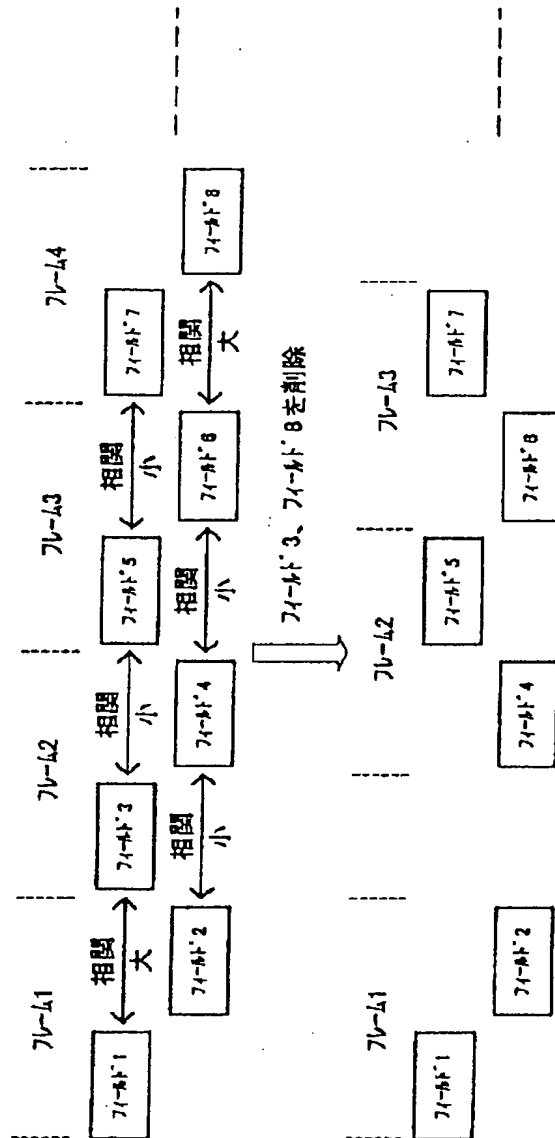 フレーム1
フレーム2
フレーム3
フレーム4
フィールド1
相関
大
フィールド3
相関
小
フィールド5
相関
小
フィールド7
フィールド2
相関
小
フィールド4
相関
小
フィールド6
相関
大
フィールド8
フィールド3、フィールド8を削除
フレーム1
フレーム2
フレーム3
フィールド1
フィールド5
フィールド7
フィールド2
フィールド4
フィールド6